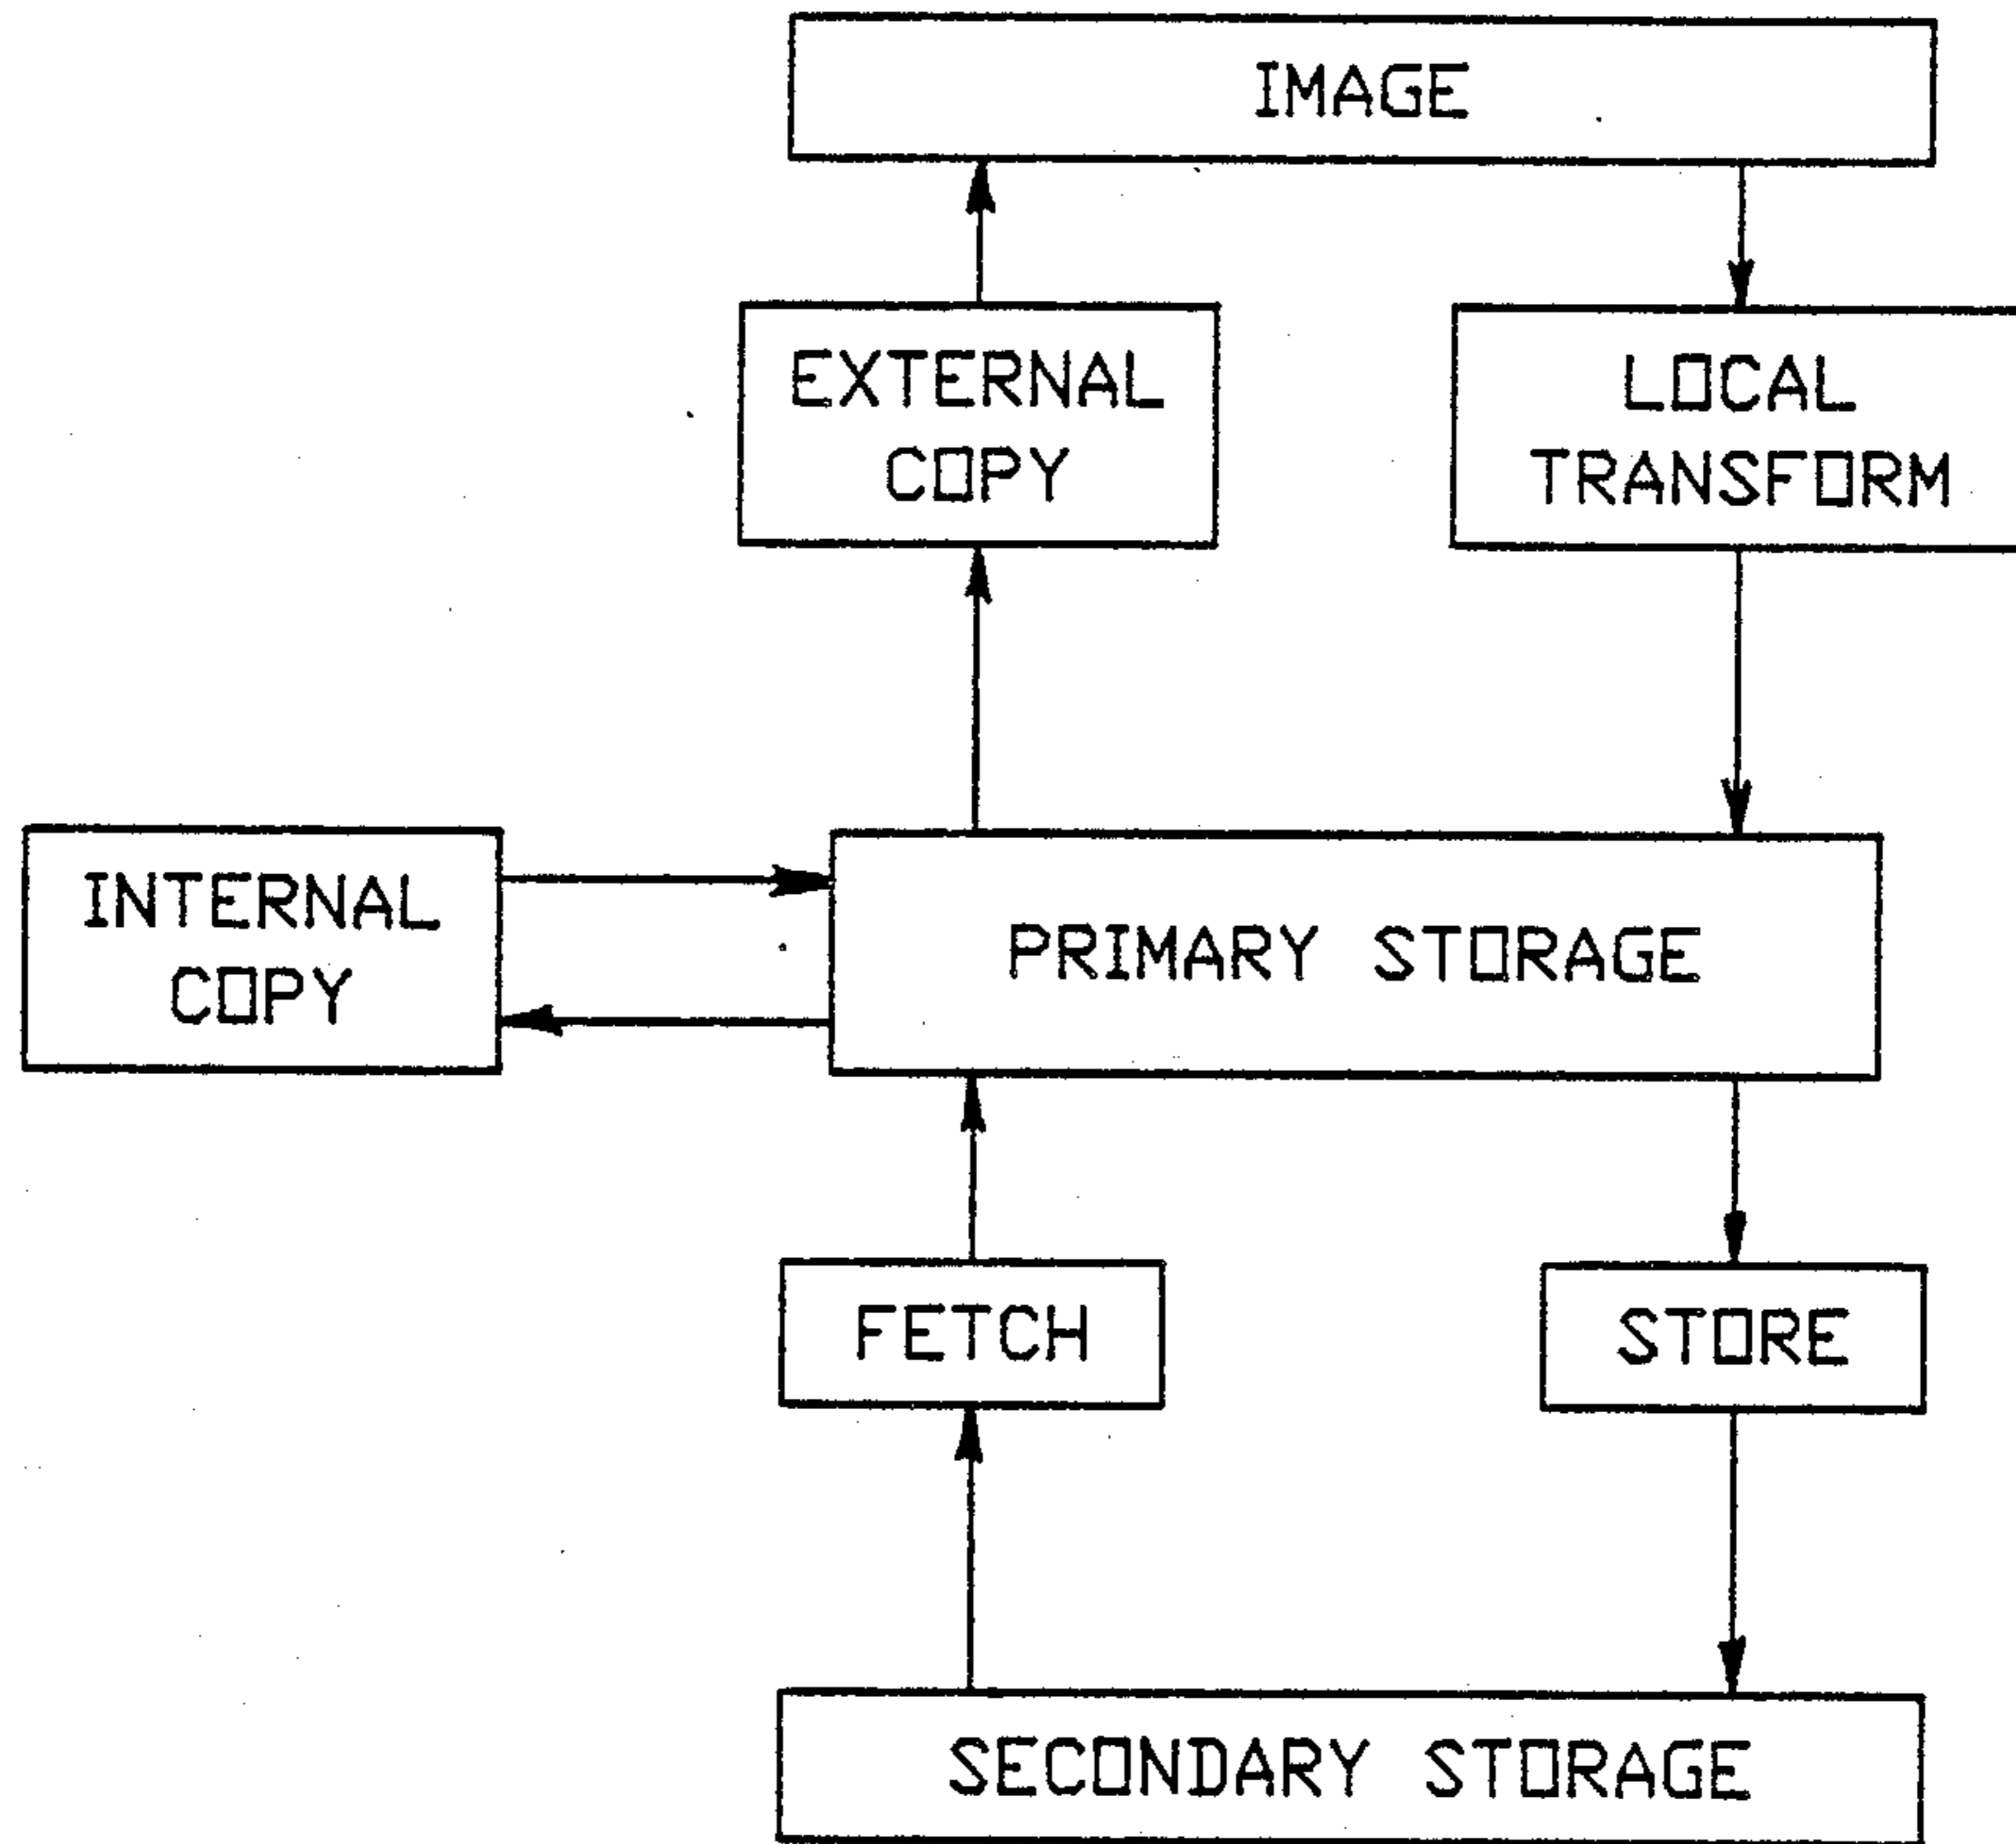 IMAGE
EXTERNAL
COPY
LOCAL
TRANSFORM
INTERNAL
COPY
PRIMARY STORAGE
FETCH
STORE
SECONDARY STORAGE